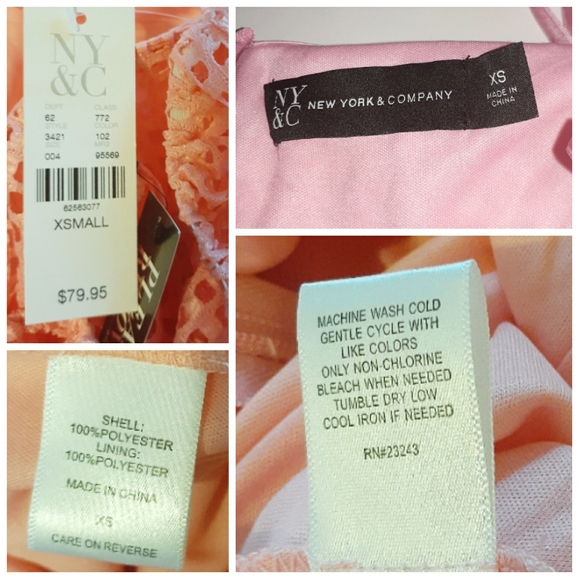 NY
&C
DEPT CLASS
62 772
STYLE COLOR
3421 102
SIZE MFG
004 95569
62583077
XSMALL
$79.95
NY
&C
NEW YORK & COMPANY
XS
MADE IN
CHINA
SHELL:
100%POLYESTER
LINING:
100%POLYESTER
MADE IN CHINA
XS
CARE ON REVERSE
MACHINE WASH COLD
GENTLE CYCLE WITH
LIKE COLORS
ONLY NON-CHLORINE
BLEACH WHEN NEEDED
TUMBLE DRY LOW
COOL IRON IF NEEDED
RN#23243